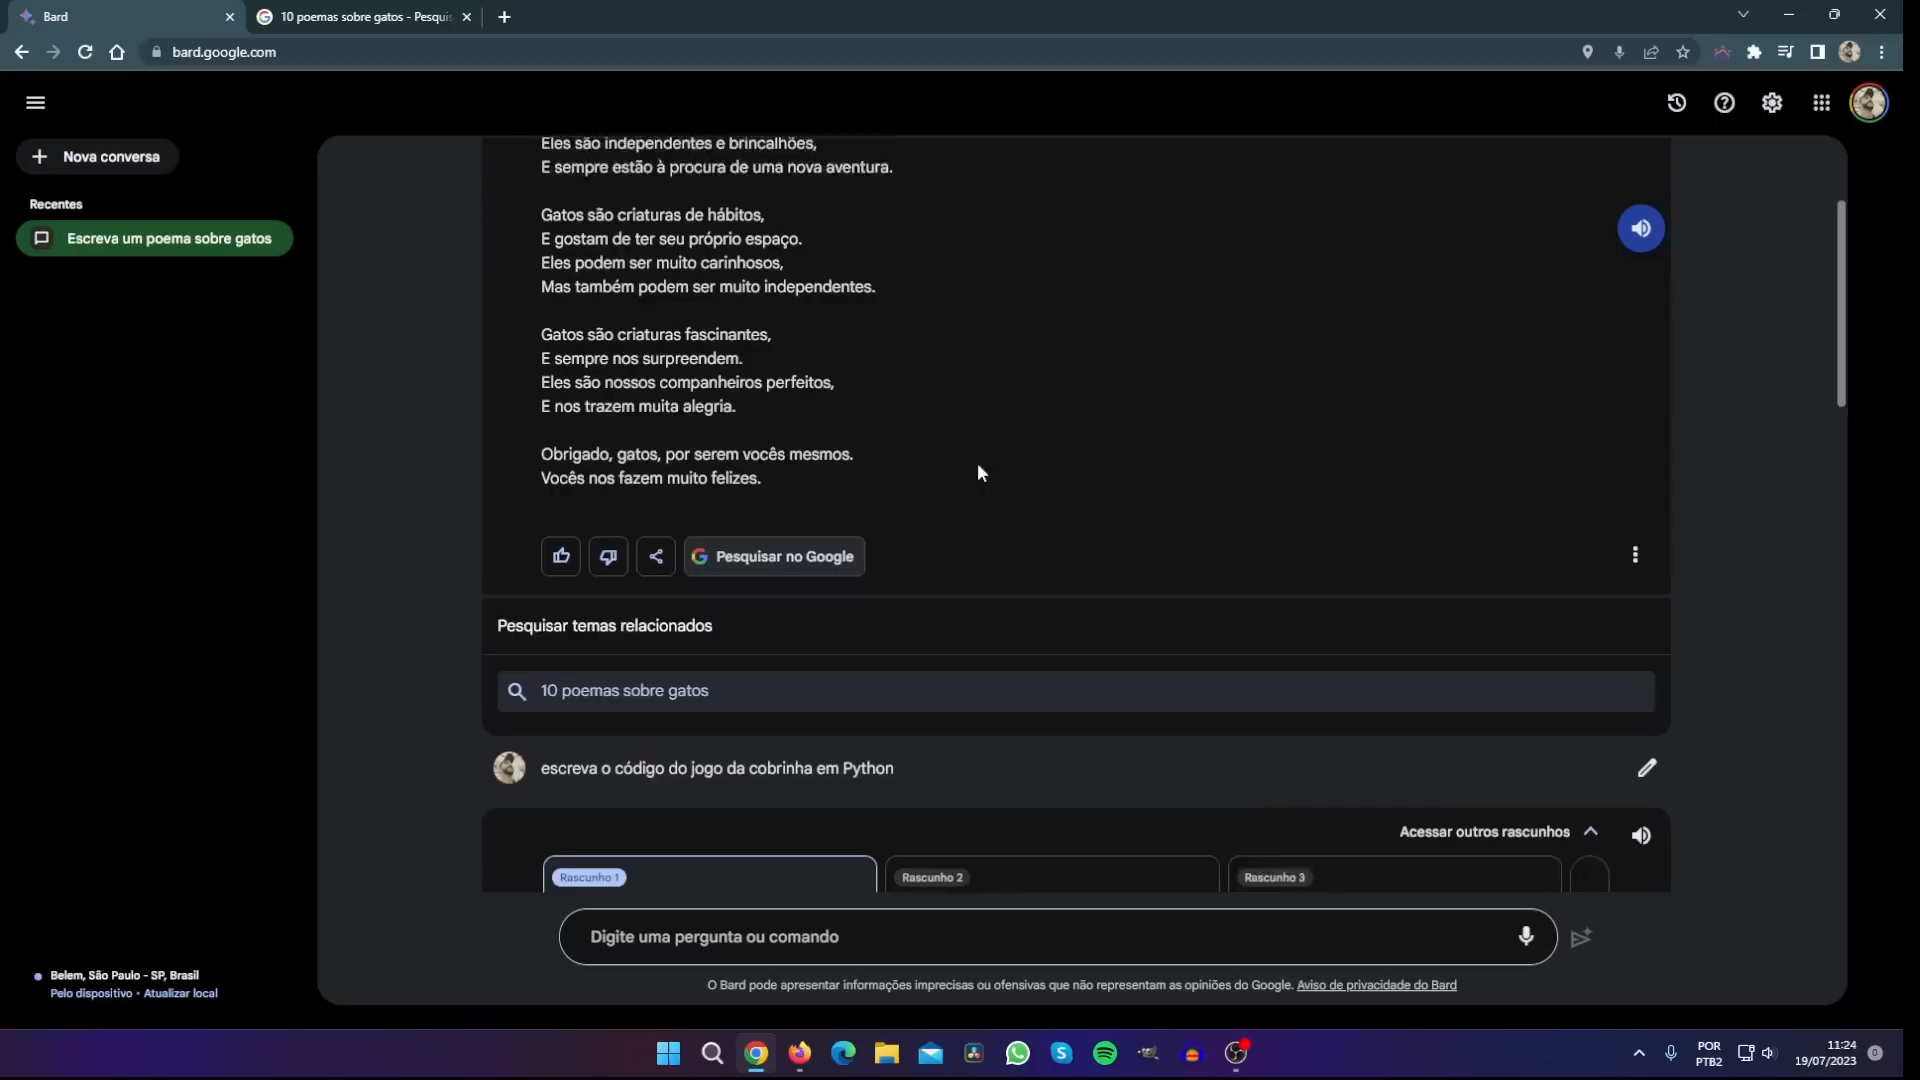 Bard
10 poemas sobre gatos - Pesquis
bard.google.com
Nova conversa
Recentes
Escreva um poema sobre gatos
Eles são independentes e brincalhões,
E sempre estão à procura de uma nova aventura.
Gatos são criaturas de hábitos,
E gostam de ter seu próprio espaço.
Eles podem ser muito carinhosos,
Mas também podem ser muito independentes.
Gatos são criaturas fascinantes,
E sempre nos surpreendem.
Eles são nossos companheiros perfeitos,
E nos trazem muita alegria.
Obrigado, gatos, por serem vocês mesmos.
Vocês nos fazem muito felizes.
Pesquisar no Google
Pesquisar temas relacionados
10 poemas sobre gatos
escreva o código do jogo da cobrinha em Python
Acessar outros rascunhos
Rascunho 1 Rascunho 2 Rascunho 3
Digite uma pergunta ou comando
O Bard pode apresentar informações imprecisas ou ofensivas que não representam as opiniões do Google. Aviso de privacidade do Bard
Belem, São Paulo - SP, Brasil
Pelo dispositivo • Atualizar local
POR
PTB2
11:24
19/07/2023
0